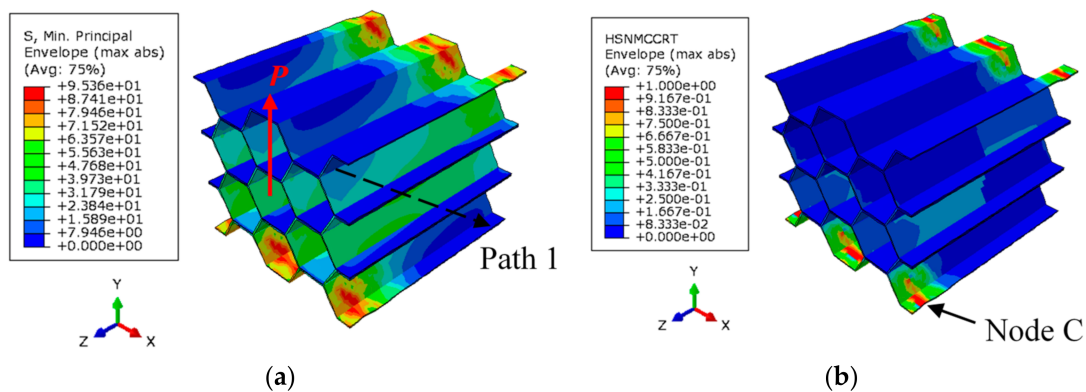 S, Min. Principal
Envelope (max abs)
(Avg: 75%)
+9.536e+01
+8.741e+01
+7.946e+01
+7.152e+01
+6.357e+01
+5.563e+01
+4.768e+01
+3.973e+01
+3.179e+01
+2.384e+01
+1.589e+01
+7.946e+00
+0.000e+00
P
Path 1
Y
Z
X
(a)
HSNMCCRT
Envelope (max abs)
(Avg: 75%)
+1.000e+00
+9.167e-01
+8.333e-01
+7.500e-01
+6.667e-01
+5.833e-01
+5.000e-01
+4.167e-01
+3.333e-01
+2.500e-01
+1.667e-01
+8.333e-02
+0.000e+00
Node C
Y
Z
X
(b)